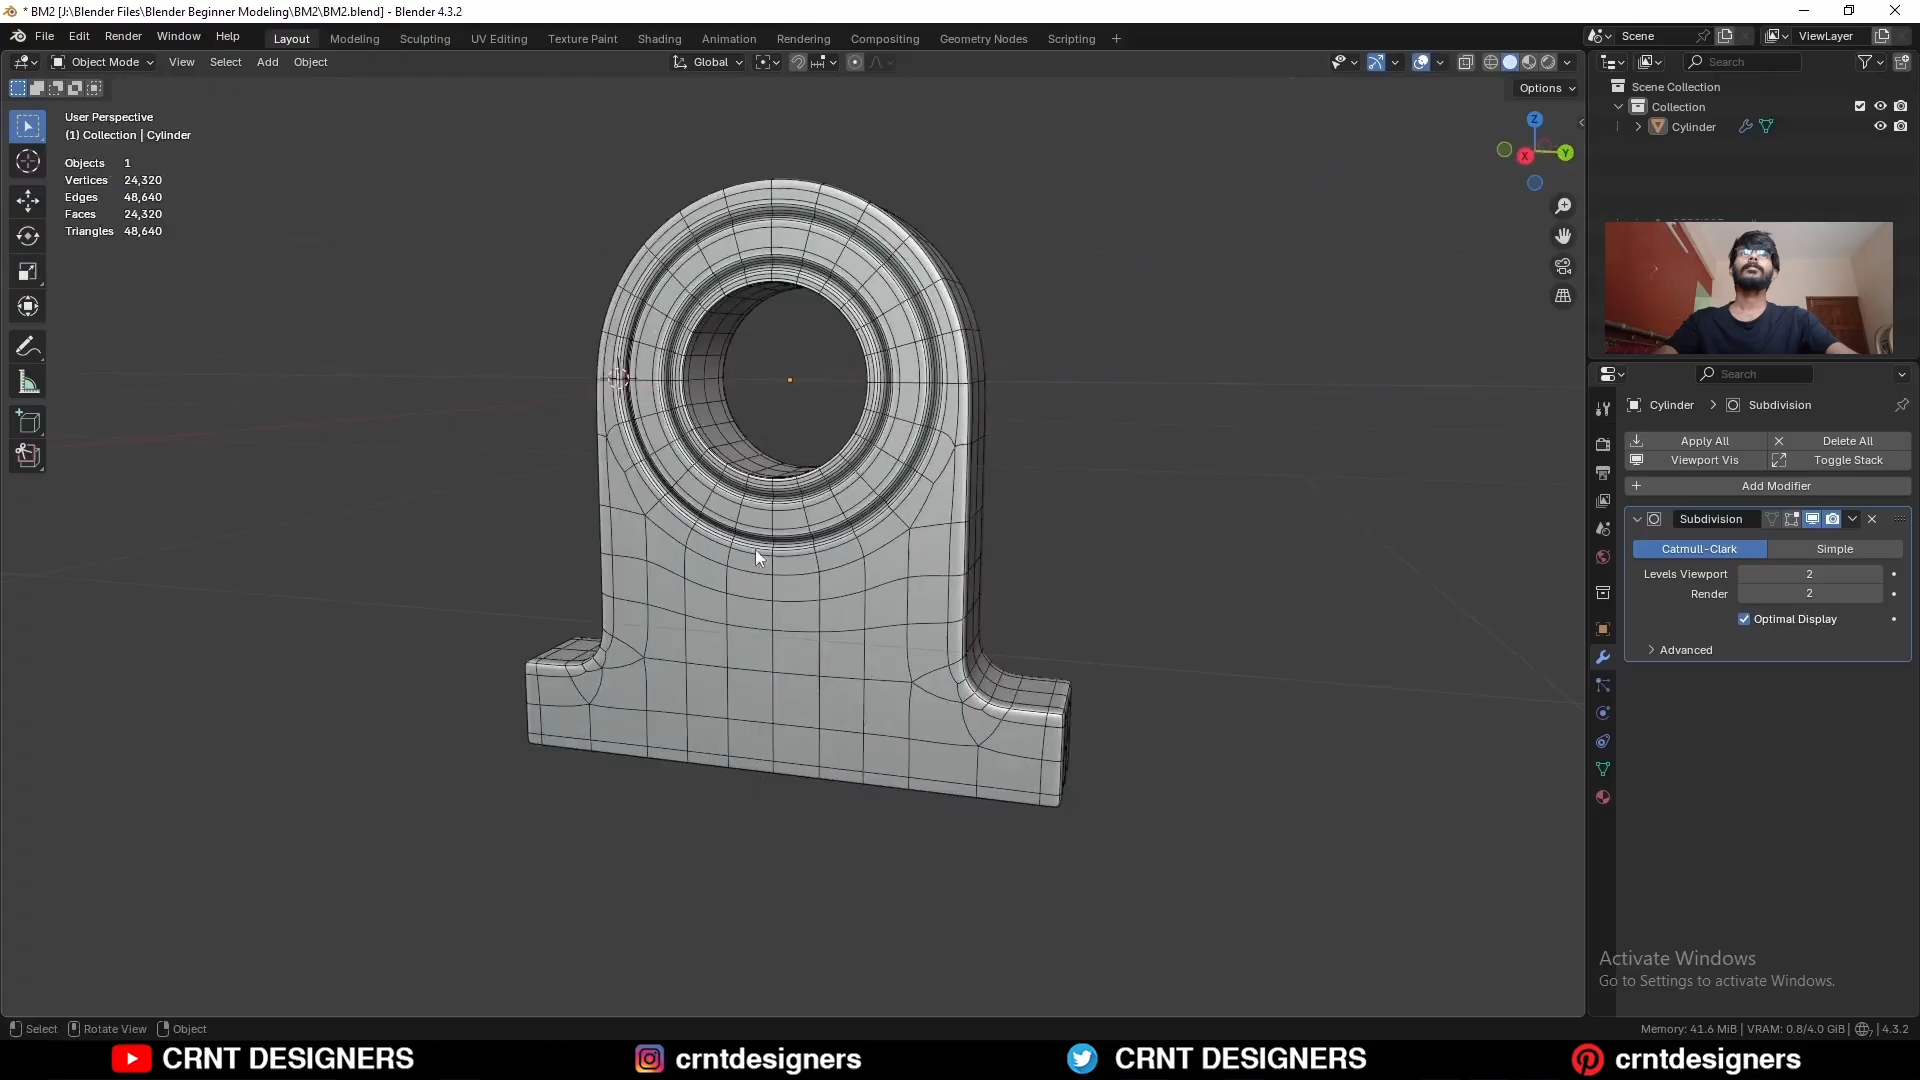 * BM2 [J:\Blender Files\Blender Beginner Modeling\BM2\BM2.blend] - Blender 4.3.2
File Edit Render Window Help
Layout Modeling Sculpting UV Editing Texture Paint Shading Animation Rendering Compositing Geometry Nodes Scripting +
Scene
ViewLayer
Object Mode View Select Add Object
Global
Search
Options
User Perspective
(1) Collection | Cylinder
Objects 1
Vertices 24,320
Edges 48,640
Faces 24,320
Triangles 48,640
Z
X
Y
Scene Collection
Collection
Cylinder
Search
Cylinder > Subdivision
Apply All
Delete All
Viewport Vis
Toggle Stack
Add Modifier
Subdivision
Catmull-Clark
Simple
Levels Viewport 2
Render 2
Optimal Display
Advanced
Activate Windows
Go to Settings to activate Windows.
Select Rotate View Object
Memory: 41.6 MiB | VRAM: 0.8/4.0 GiB | 4.3.2
CRNT DESIGNERS
crntdesigners
CRNT DESIGNERS
crntdesigners